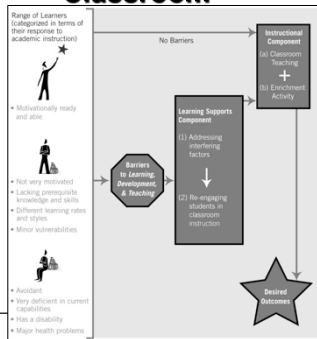 Classroom
Range of Learners
(categorized in terms of
their response to
academic instruction)
No Barriers
Instructional
Component
(a) Classroom
Teaching
+
(b) Enrichment
Activity
• Motivationally ready
and able
Learning Supports
Component
(1) Addressing
interfering
factors
(2) Re-engaging
students in
classroom
instruction
Barriers
to Learning,
Development,
& Teaching
• Not very motivated
• Lacking prerequisite
knowledge and skills
• Different learning rates
and styles
• Minor vulnerabilities
• Avoidant
• Very deficient in current
capabilities
• Has a disability
• Major health problems
Desired
Outcomes